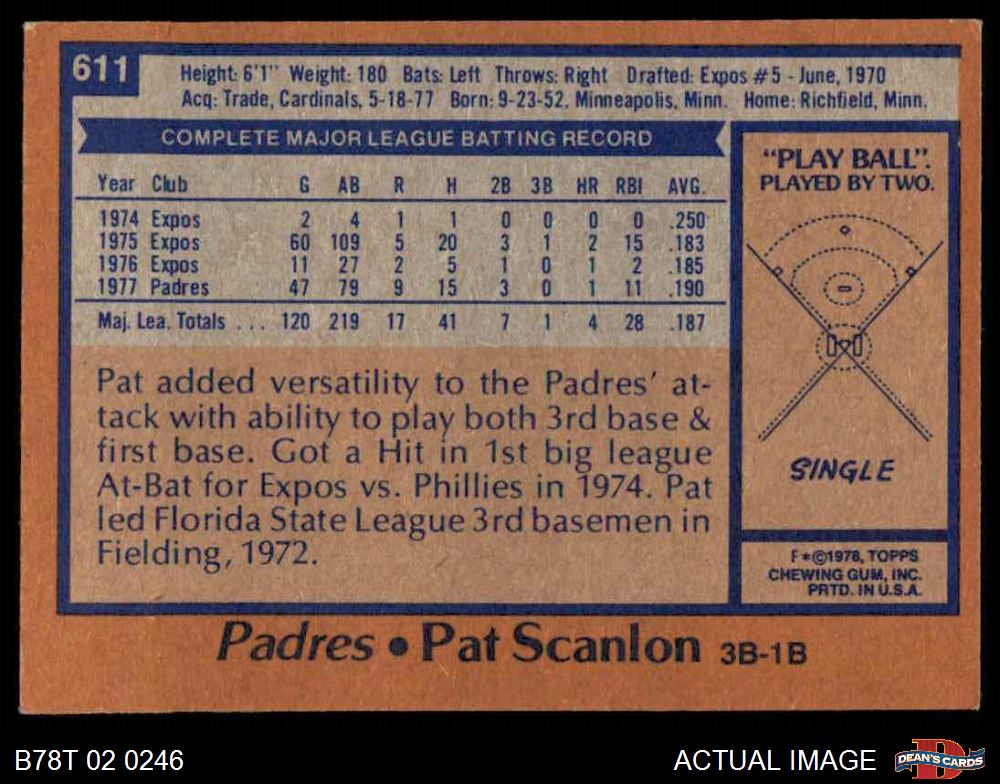 611
Height: 6'1" Weight: 180 Bats: Left Throws: Right Drafted: Expos #5 - June, 1970
Acq: Trade, Cardinals, 5-18-77 Born: 9-23-52, Minneapolis, Minn. Home: Richfield, Minn.
COMPLETE MAJOR LEAGUE BATTING RECORD
Year Club G AB R H 2B 3B HR RBI AVG.
1974 Expos 2 4 1 1 0 0 0 0 .250
1975 Expos 60 109 5 20 3 1 2 15 .183
1976 Expos 11 27 2 5 1 0 1 2 .185
1977 Padres 47 79 9 15 3 0 1 11 .190
Maj. Lea. Totals ... 120 219 17 41 7 1 4 28 .187
Pat added versatility to the Padres' at-
tack with ability to play both 3rd base &
first base. Got a Hit in 1st big league
At-Bat for Expos vs. Phillies in 1974. Pat
led Florida State League 3rd basemen in
Fielding, 1972.
"PLAY BALL".
PLAYED BY TWO.
SINGLE
F*©1978, TOPPS
CHEWING GUM, INC.
PRTD. IN U.S.A.
Padres • Pat Scanlon 3B-1B
B78T 02 0246
ACTUAL IMAGE
DEAN'S CARDS